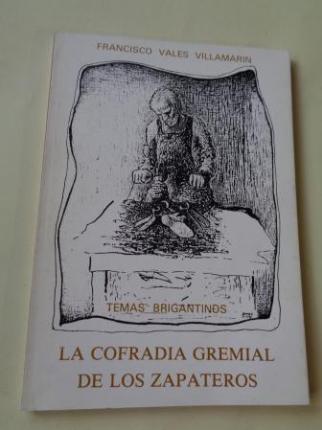 FRANCISCO VALES VILLAMARIN
TEMAS BRIGANTINOS
LA COFRADIA GREMIAL
DE LOS ZAPATEROS